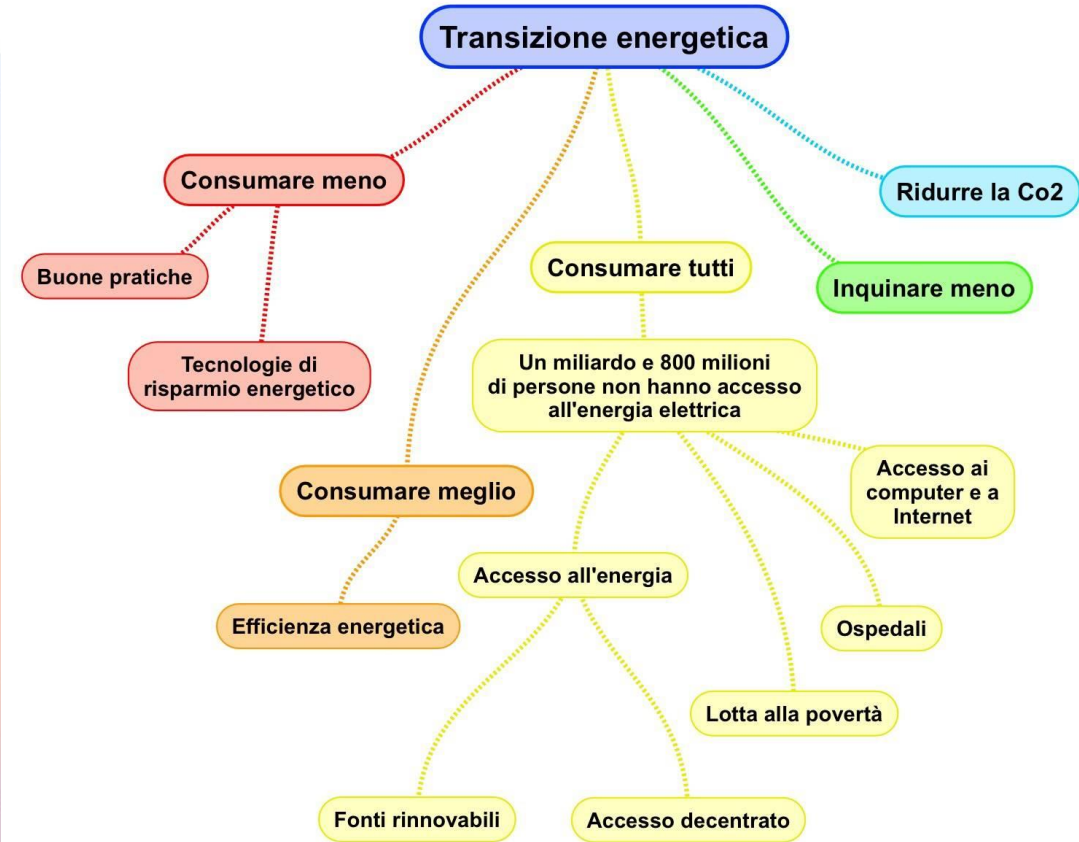 Transizione energetica
Consumare meno
Ridurre la Co2
Buone pratiche
Consumare tutti
Inquinare meno
Tecnologie di
risparmio energetico
Un miliardo e 800 milioni
di persone non hanno accesso
all'energia elettrica
Consumare meglio
Accesso ai
computer e a
Internet
Accesso all'energia
Efficienza energetica
Ospedali
Lotta alla povertà
Fonti rinnovabili
Accesso decentrato